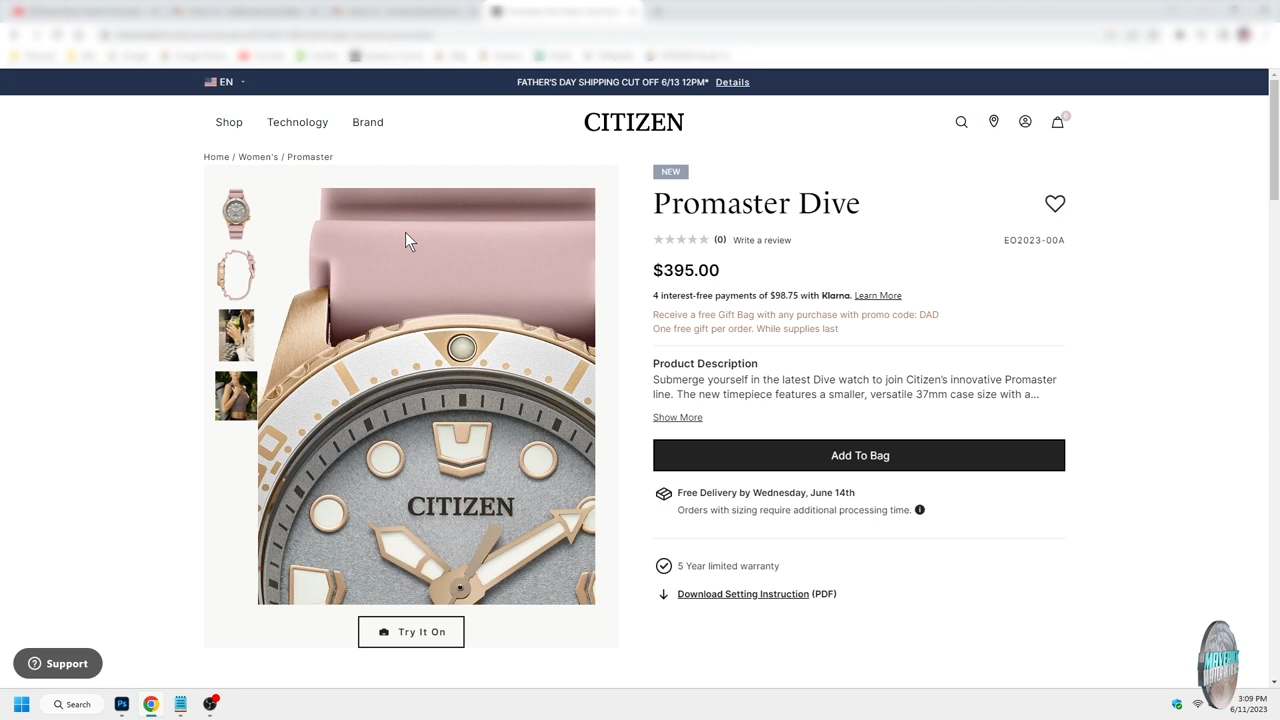 EN
FATHER'S DAY SHIPPING CUT OFF 6/13 12PM* Details
Shop Technology Brand
CITIZEN
0
Home / Women's / Promaster
NEW
Promaster Dive
(0) Write a review
EO2023-00A
$395.00
4 interest-free payments of $98.75 with Klarna. Learn More
Receive a free Gift Bag with any purchase with promo code: DAD
One free gift per order. While supplies last
Product Description
Submerge yourself in the latest Dive watch to join Citizen's innovative Promaster
line. The new timepiece features a smaller, versatile 37mm case size with a...
Show More
Add To Bag
Free Delivery by Wednesday, June 14th
Orders with sizing require additional processing time.
5 Year limited warranty
Download Setting Instruction (PDF)
CITIZEN
Try It On
Support
Search
3:09 PM
6/11/2023